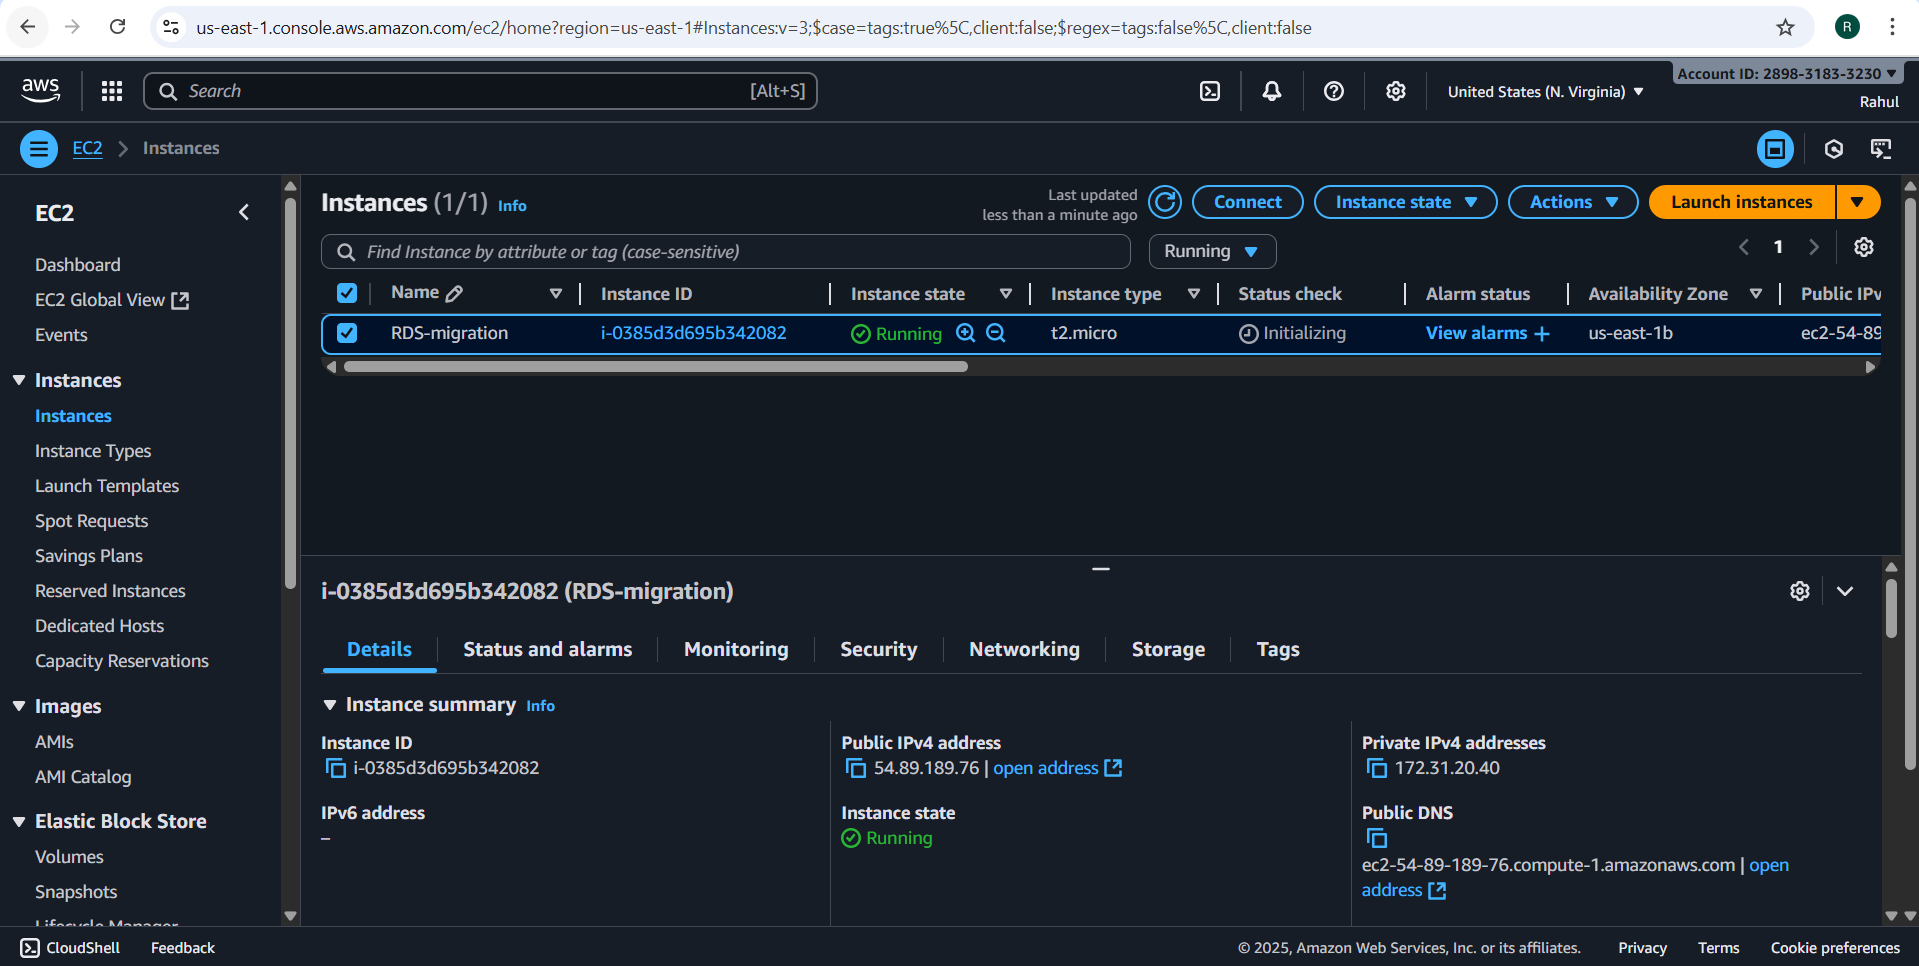 us-east-1.console.aws.amazon.com/ec2/home?region=us-east-1#Instances:v=3;$case=tags:true%5C,client:false;$regex=tags:false%5C,client:false
R
aws
Search
[Alt+S]
United States (N. Virginia)
Account ID: 2898-3183-3230
Rahul
EC2
Instances
EC2
Dashboard
EC2 Global View
Events
Instances
Instances
Instance Types
Launch Templates
Spot Requests
Savings Plans
Reserved Instances
Dedicated Hosts
Capacity Reservations
Images
AMIs
AMI Catalog
Elastic Block Store
Volumes
Snapshots
Lifecycle Manager
Instances (1/1) Info
Last updated
less than a minute ago
Connect
Instance state
Actions
Launch instances
Find Instance by attribute or tag (case-sensitive)
Running
1
Name Instance ID Instance state Instance type Status check Alarm status Availability Zone Public IPv
RDS-migration i-0385d3d695b342082 Running t2.micro Initializing View alarms + us-east-1b ec2-54-89
i-0385d3d695b342082 (RDS-migration)
Details Status and alarms Monitoring Security Networking Storage Tags
Instance summary Info
Instance ID
i-0385d3d695b342082
IPv6 address
–
Public IPv4 address
54.89.189.76 | open address
Instance state
Running
Private IPv4 addresses
172.31.20.40
Public DNS
ec2-54-89-189-76.compute-1.amazonaws.com | open
address
CloudShell Feedback
© 2025, Amazon Web Services, Inc. or its affiliates. Privacy Terms Cookie preferences